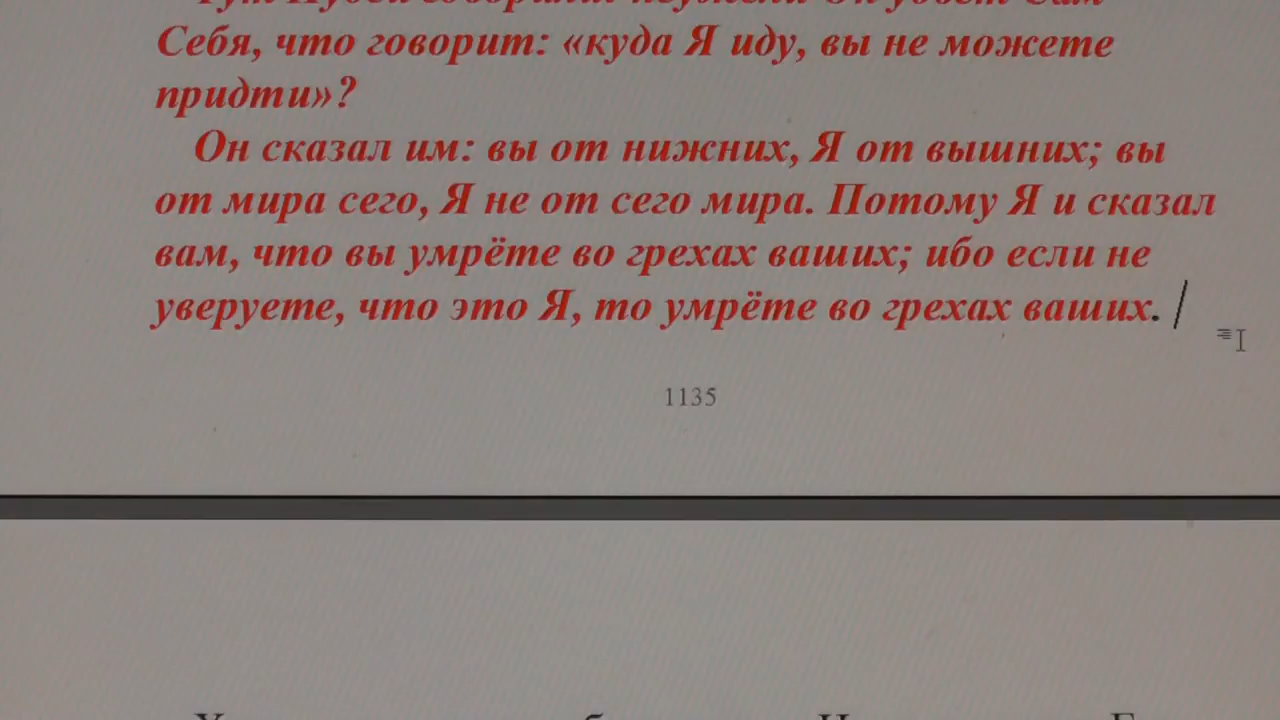 Себя, что говорит: «куда Я иду, вы не можете
придти»?
Он сказал им: вы от нижних, Я от вышних; вы
от мира сего, Я не от сего мира. Потому Я и сказал
вам, что вы умрёте во грехах ваших; ибо если не
уверуете, что это Я, то умрёте во грехах ваших.
1135